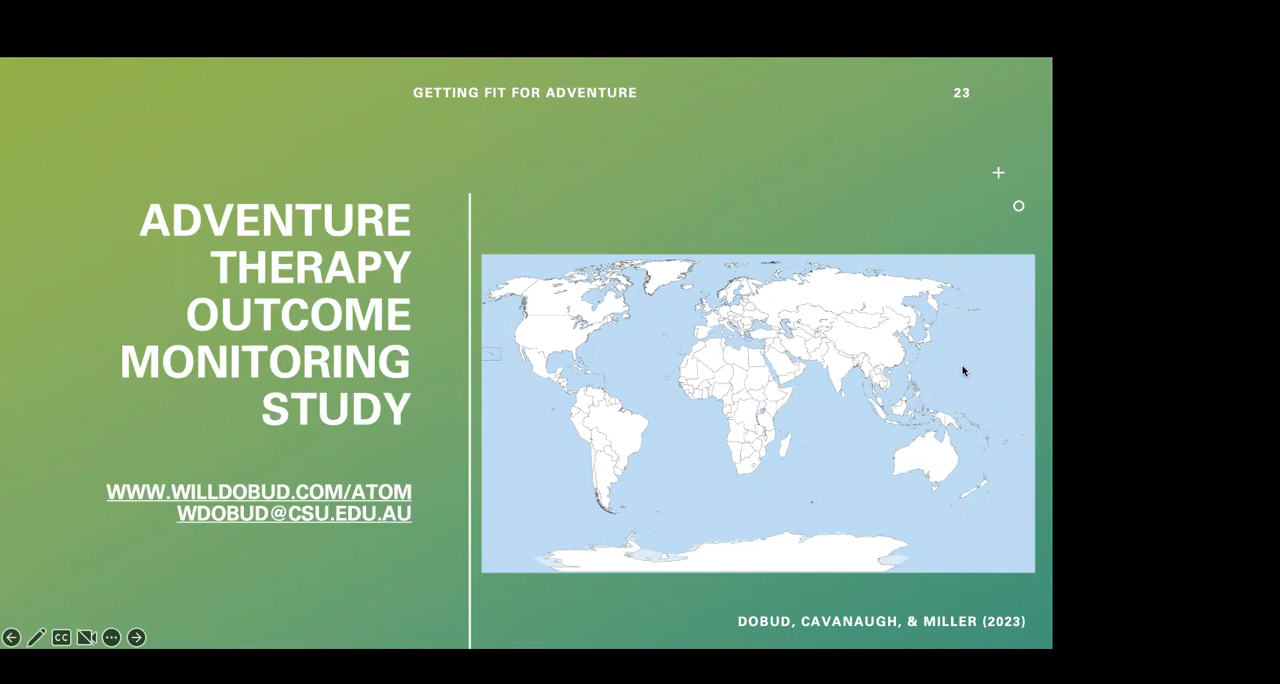 GETTING FIT FOR ADVENTURE
23
ADVENTURE
THERAPY
OUTCOME
MONITORING
STUDY
WWW.WILLDOBUD.COM/ATOM
WDOBUD@CSU.EDU.AU
DOBUD, CAVANAUGH, & MILLER (2023)
CC